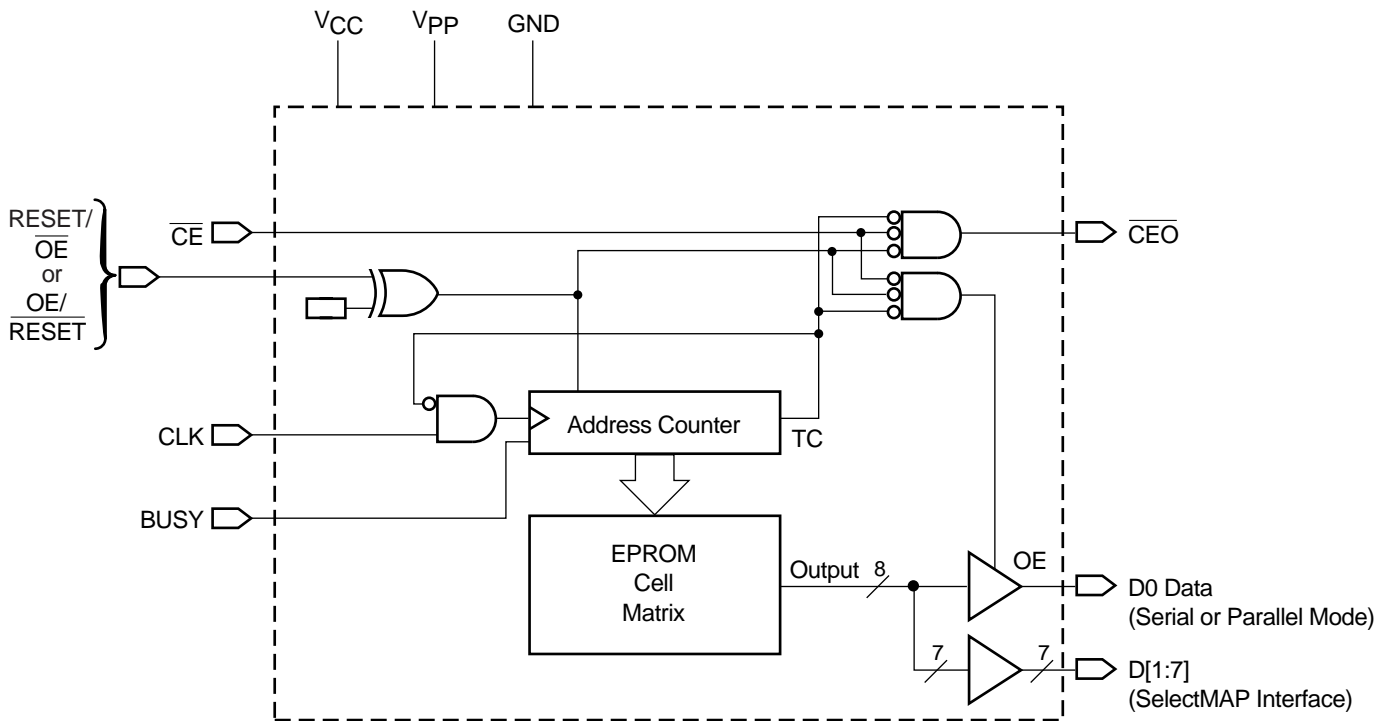 VCC
VPP
GND
RESET/
OE
or
OE/
RESET
CE
CEO
CLK
Address Counter
TC
BUSY
EPROM
Cell
Matrix
Output
8
OE
D0 Data
(Serial or Parallel Mode)
7
7
D[1:7]
(SelectMAP Interface)